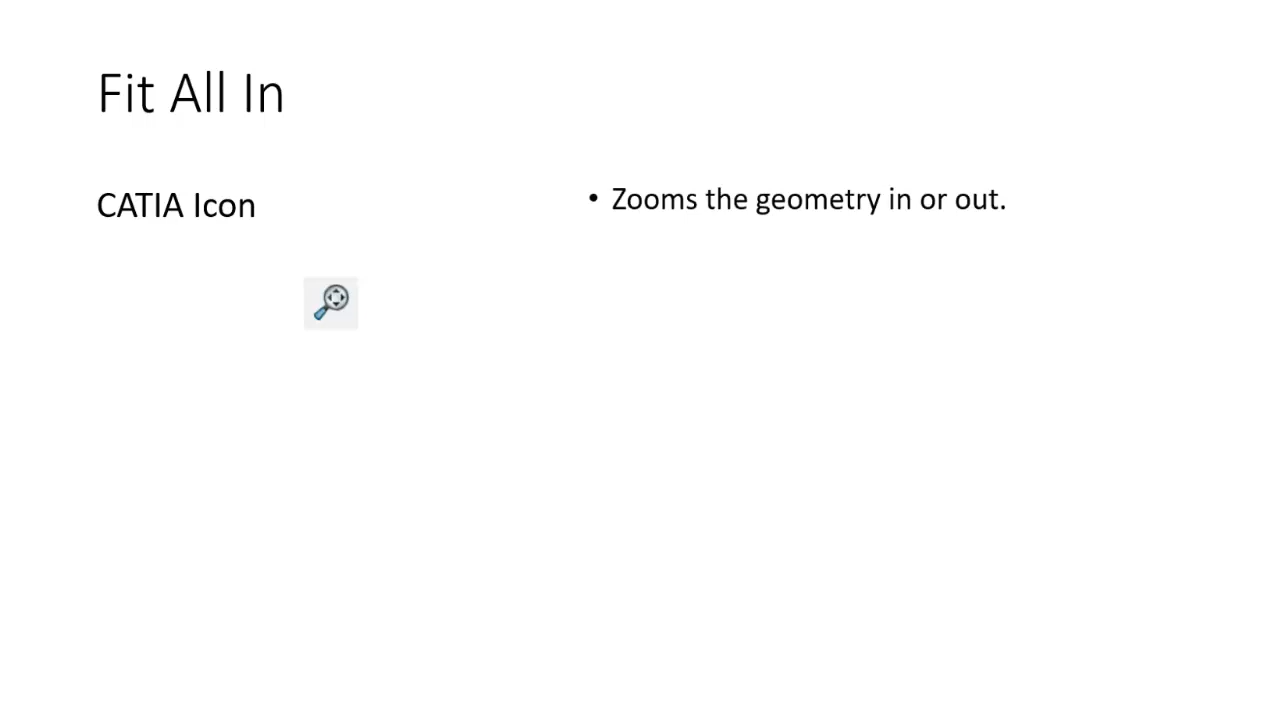 Fit All In
CATIA Icon
• Zooms the geometry in or out.